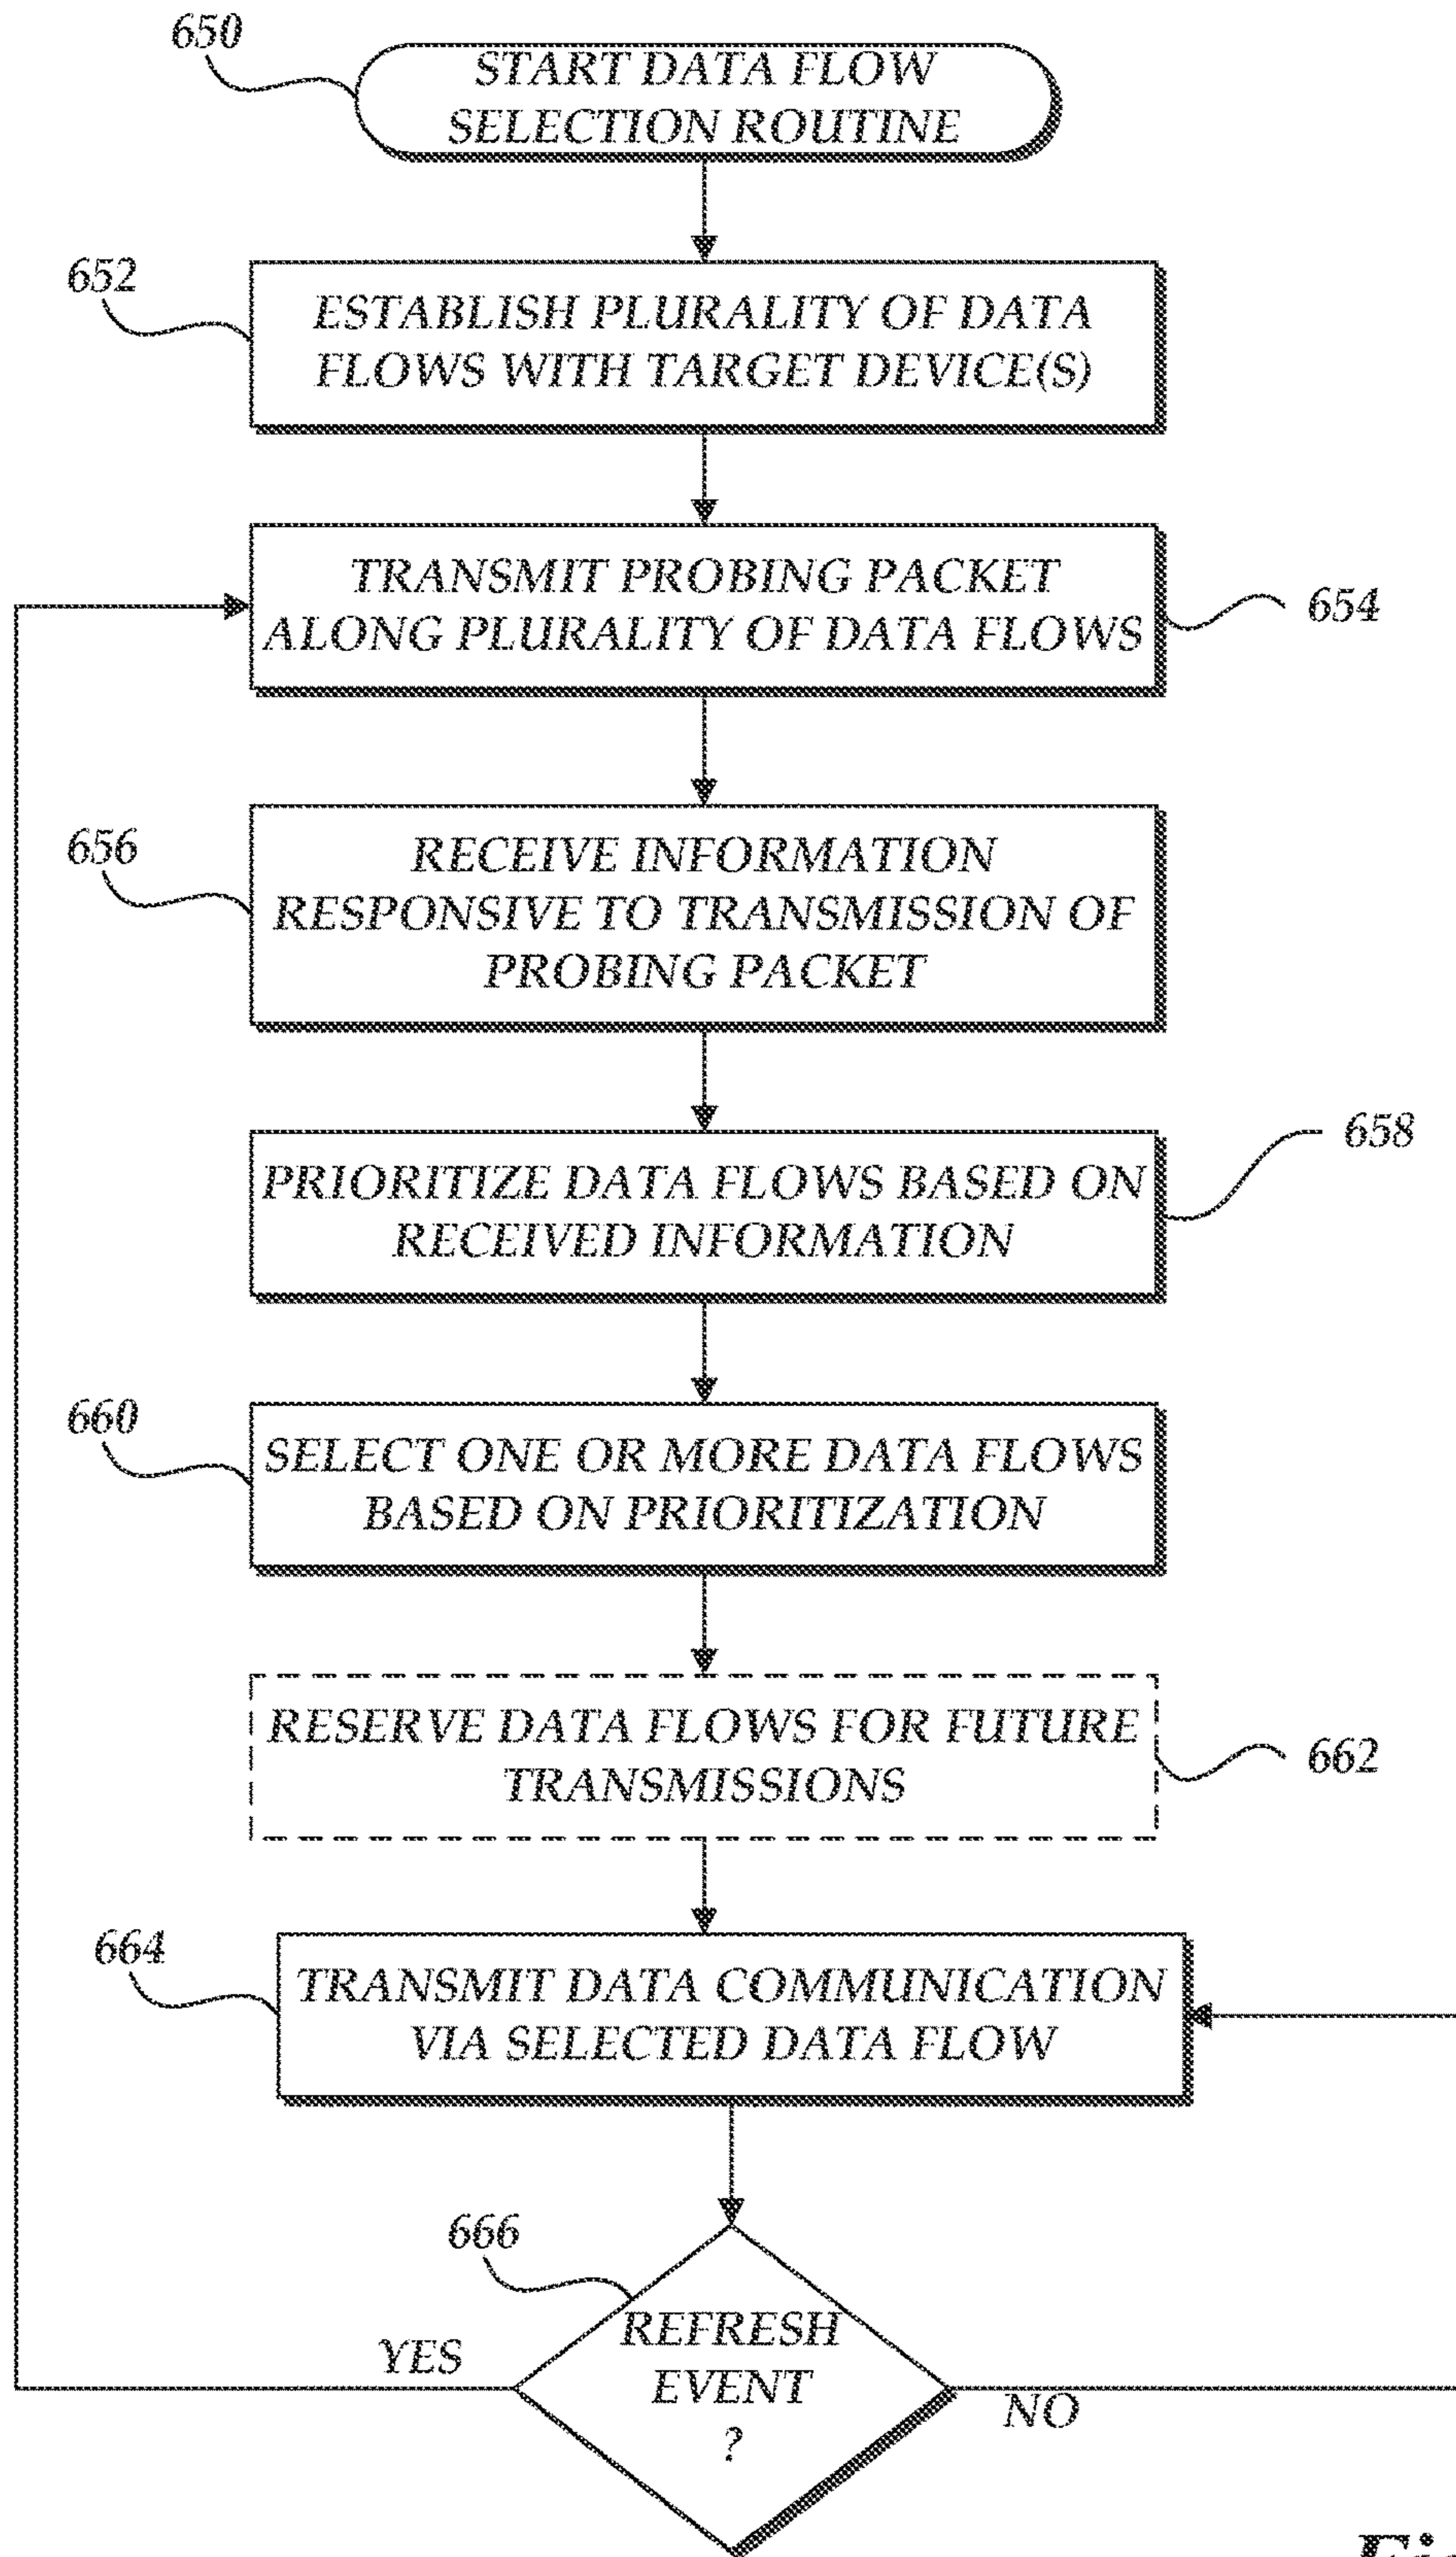 650
START DATA FLOW
SELECTION ROUTINE
652
ESTABLISH PLURALITY OF DATA
FLOWS WITH TARGET DEVICE(S)
TRANSMIT PROBING PACKET
ALONG PLURALITY OF DATA FLOWS
654
656
RECEIVE INFORMATION
RESPONSIVE TO TRANSMISSION OF
PROBING PACKET
658
PRIORITIZE DATA FLOWS BASED ON
RECEIVED INFORMATION
660
SELECT ONE OR MORE DATA FLOWS
BASED ON PRIORITIZATION
RESERVE DATA FLOWS FOR FUTURE
TRANSMISSIONS
662
664
TRANSMIT DATA COMMUNICATION
VIA SELECTED DATA FLOW
666
REFRESH
EVENT
?
YES
NO